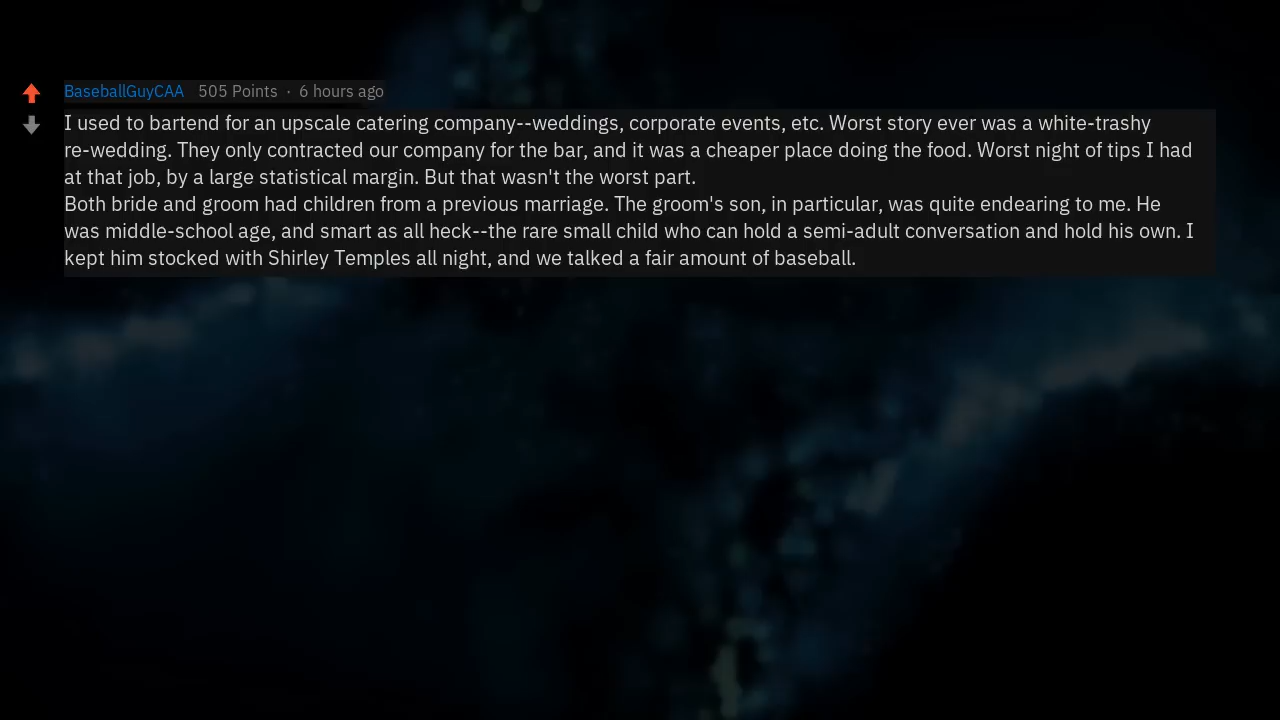 BaseballGuyCAA 505 Points · 6 hours ago
I used to bartend for an upscale catering company--weddings, corporate events, etc. Worst story ever was a white-trashy
re-wedding. They only contracted our company for the bar, and it was a cheaper place doing the food. Worst night of tips I had
at that job, by a large statistical margin. But that wasn't the worst part.
Both bride and groom had children from a previous marriage. The groom's son, in particular, was quite endearing to me. He
was middle-school age, and smart as all heck--the rare small child who can hold a semi-adult conversation and hold his own. I
kept him stocked with Shirley Temples all night, and we talked a fair amount of baseball.